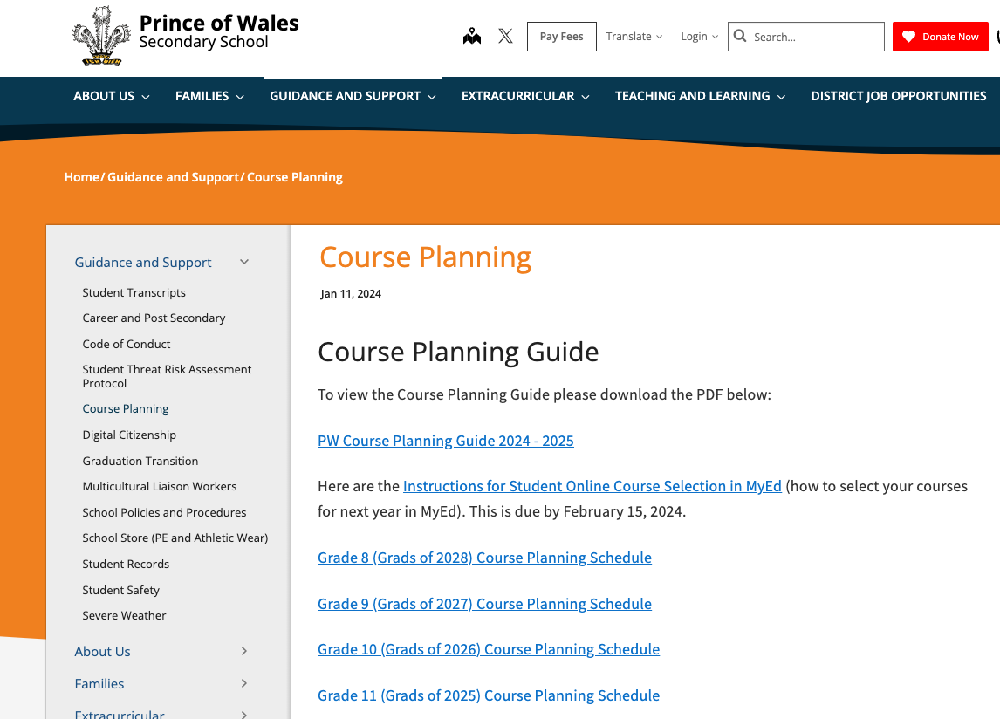 Prince of Wales
Secondary School
Pay Fees
Translate
Login
Search...
Donate Now
ICH DIEN
ABOUT US
FAMILIES
GUIDANCE AND SUPPORT
EXTRACURRICULAR
TEACHING AND LEARNING
DISTRICT JOB OPPORTUNITIES
Home/ Guidance and Support/ Course Planning
Guidance and Support
Student Transcripts
Career and Post Secondary
Code of Conduct
Student Threat Risk Assessment
Protocol
Course Planning
Digital Citizenship
Graduation Transition
Multicultural Liaison Workers
School Policies and Procedures
School Store (PE and Athletic Wear)
Student Records
Student Safety
Severe Weather
About Us
Families
Extracurricular
Course Planning
Jan 11, 2024
Course Planning Guide
To view the Course Planning Guide please download the PDF below:
PW Course Planning Guide 2024 - 2025
Here are the Instructions for Student Online Course Selection in MyEd (how to select your courses
for next year in MyEd). This is due by February 15, 2024.
Grade 8 (Grads of 2028) Course Planning Schedule
Grade 9 (Grads of 2027) Course Planning Schedule
Grade 10 (Grads of 2026) Course Planning Schedule
Grade 11 (Grads of 2025) Course Planning Schedule